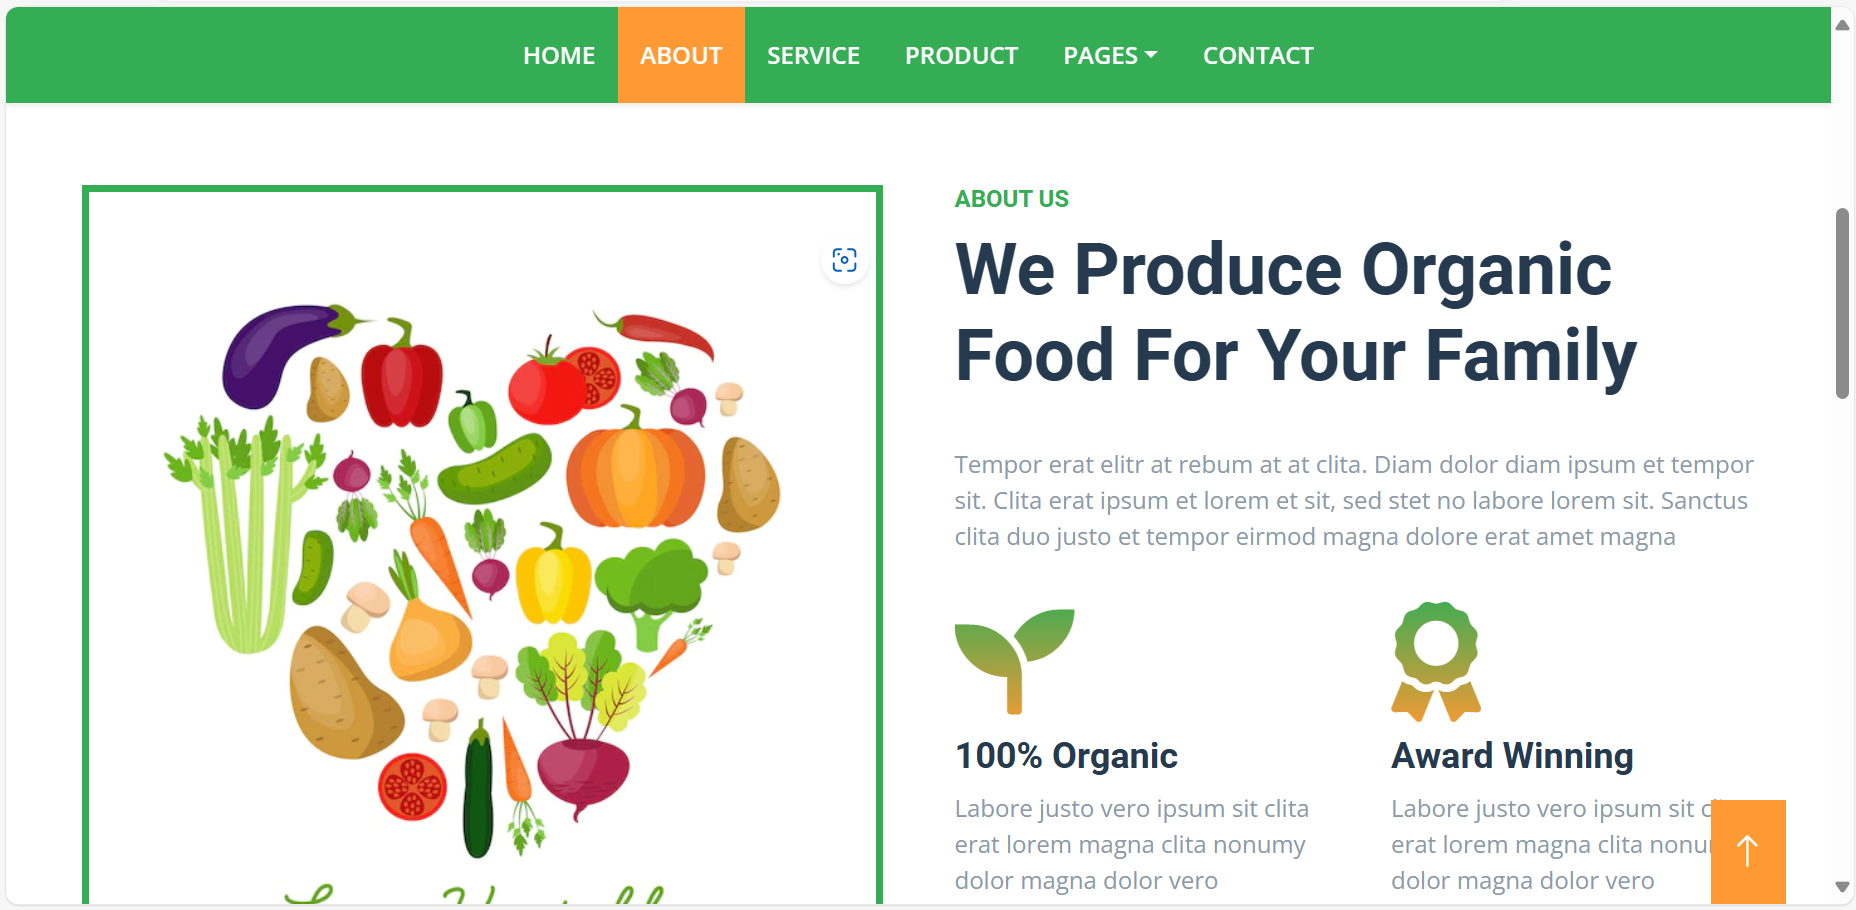 HOME ABOUT SERVICE PRODUCT PAGES CONTACT
ABOUT US
We Produce Organic
Food For Your Family
Tempor erat elitr at rebum at at clita. Diam dolor diam ipsum et tempor
sit. Clita erat ipsum et lorem et sit, sed stet no labore lorem sit. Sanctus
clita duo justo et tempor eirmod magna dolore erat amet magna
100% Organic
Labore justo vero ipsum sit clita
erat lorem magna clita nonumy
dolor magna dolor vero
Award Winning
Labore justo vero ipsum sit
erat lorem magna clita
dolor magna dolor vero